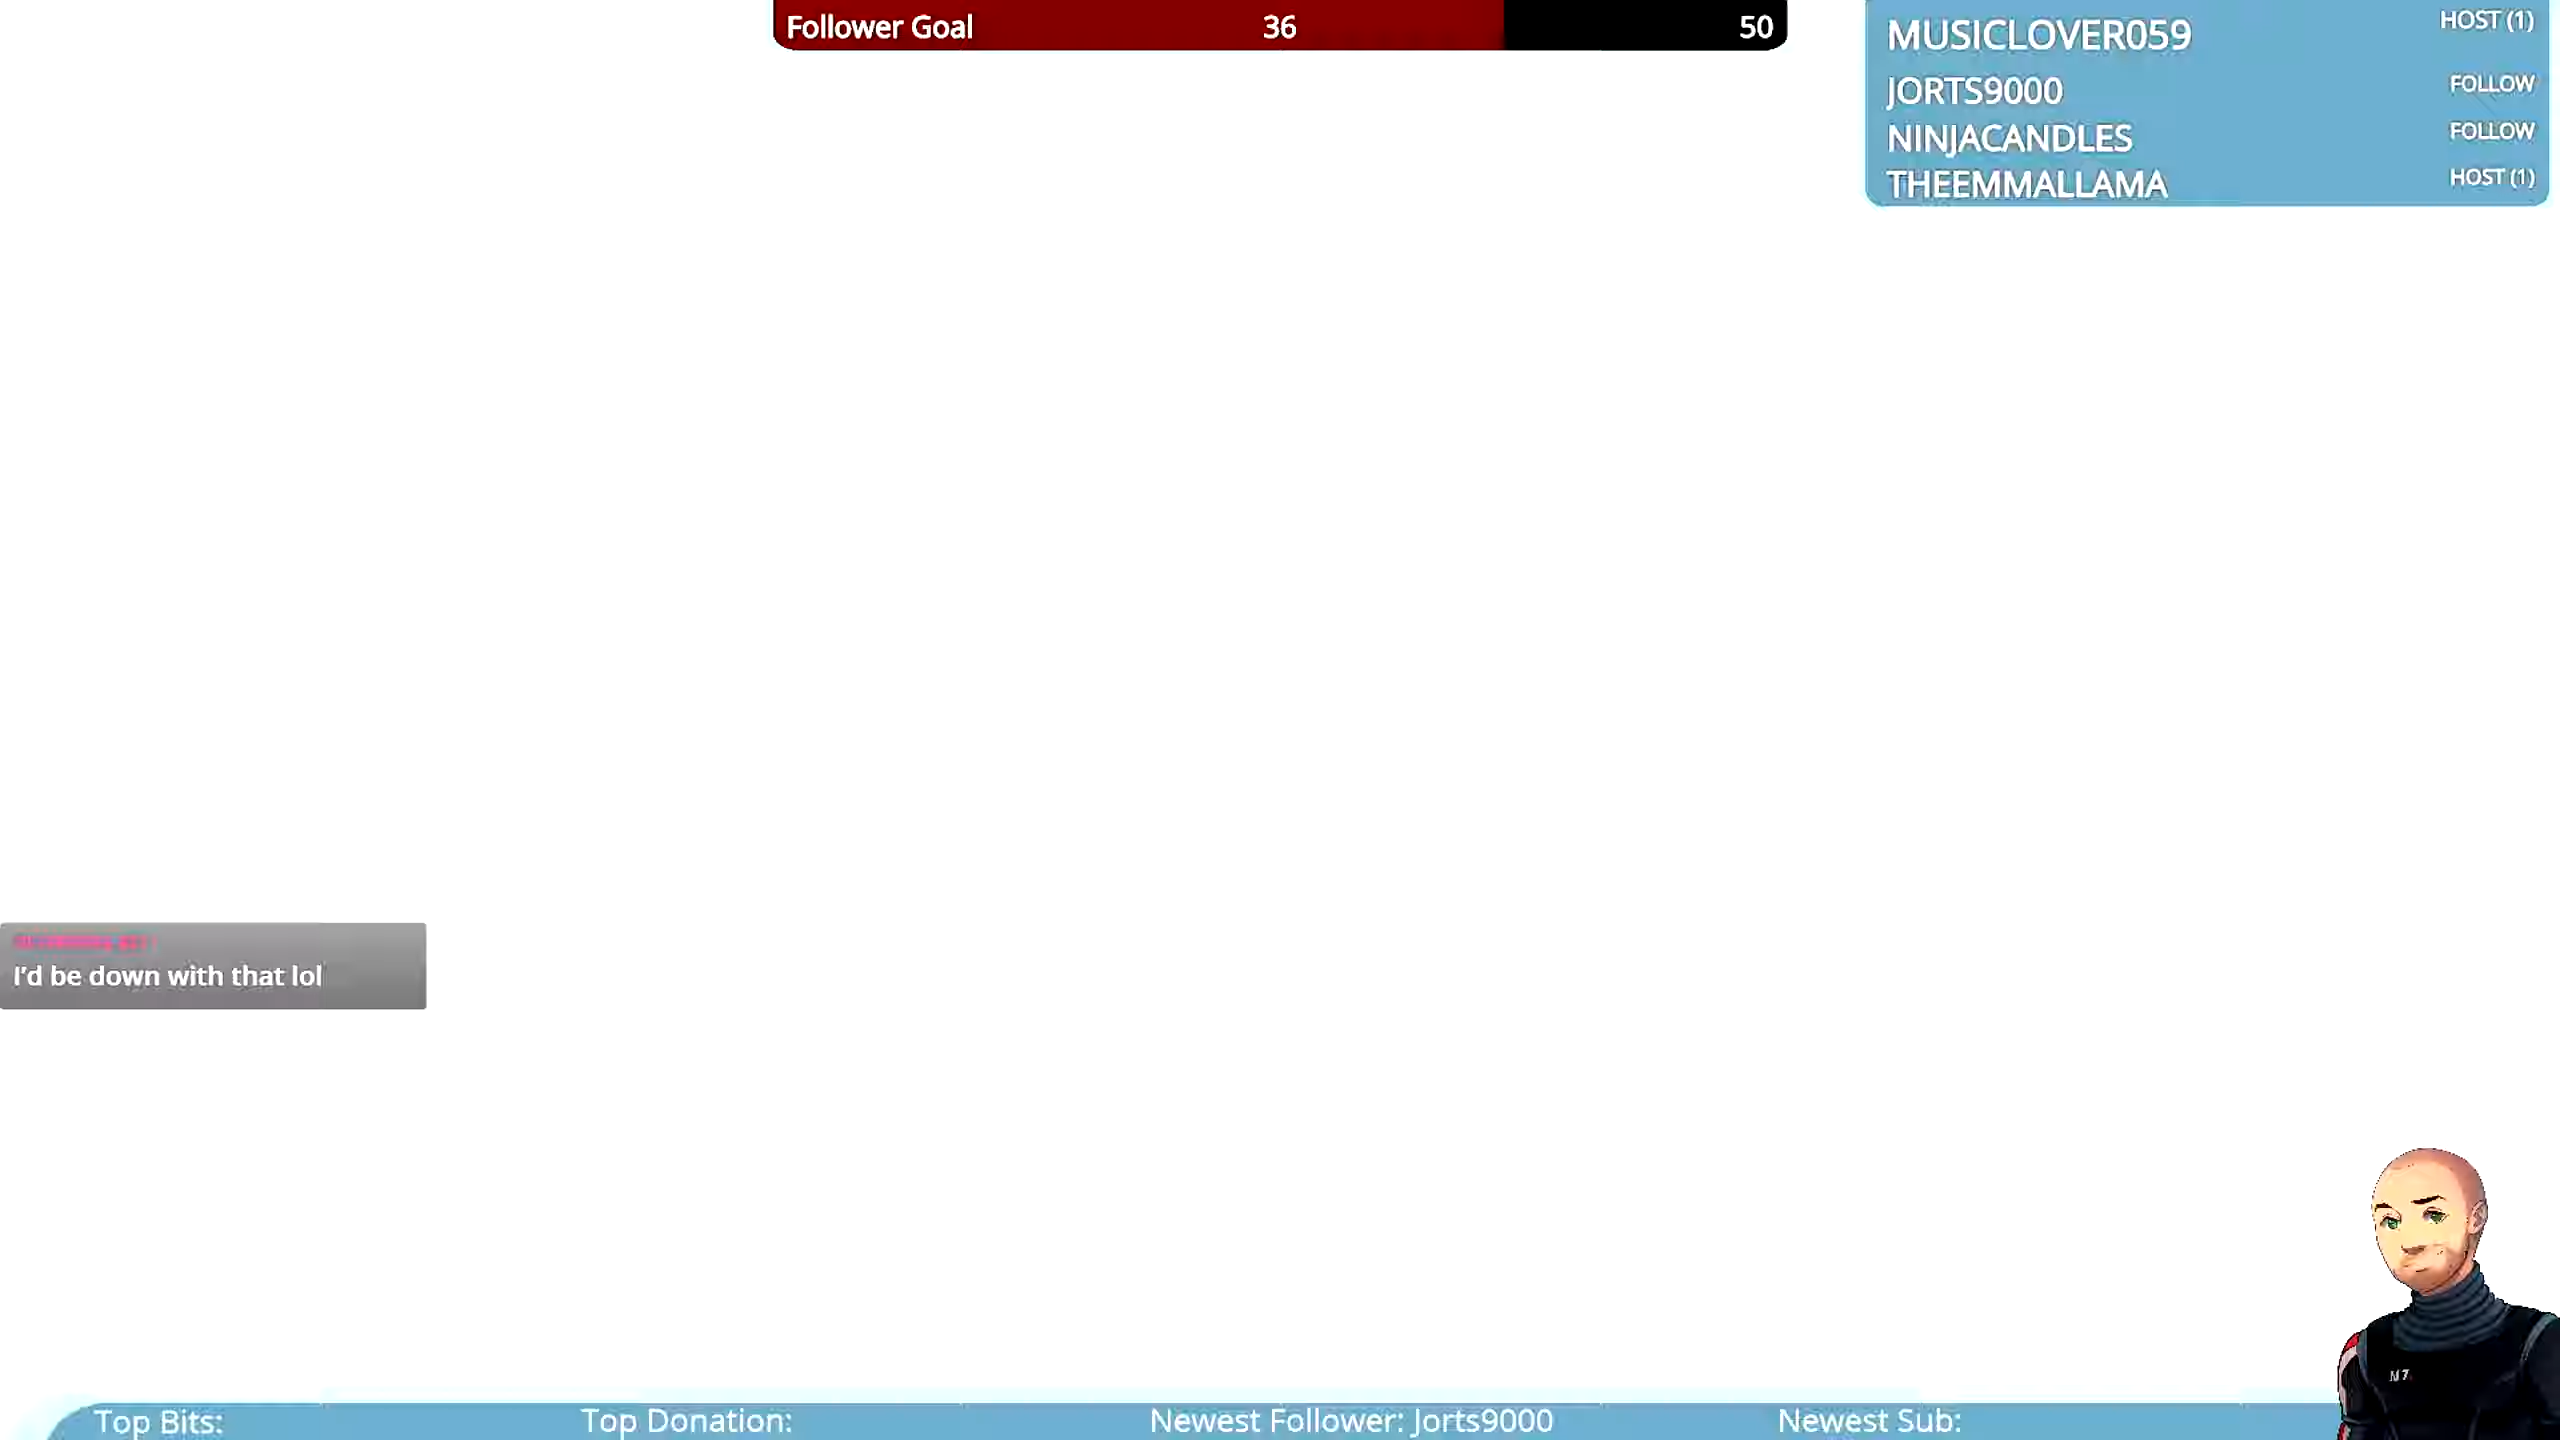 Follower Goal 36 50
MUSICLOVER059 HOST (1)
JORTS9000 FOLLOW
NINJACANDLES FOLLOW
THEEMMALLAMA HOST (1)
I'd be down with that lol
N7
Top Bits: Top Donation: Newest Follower: Jorts9000 Newest Sub: